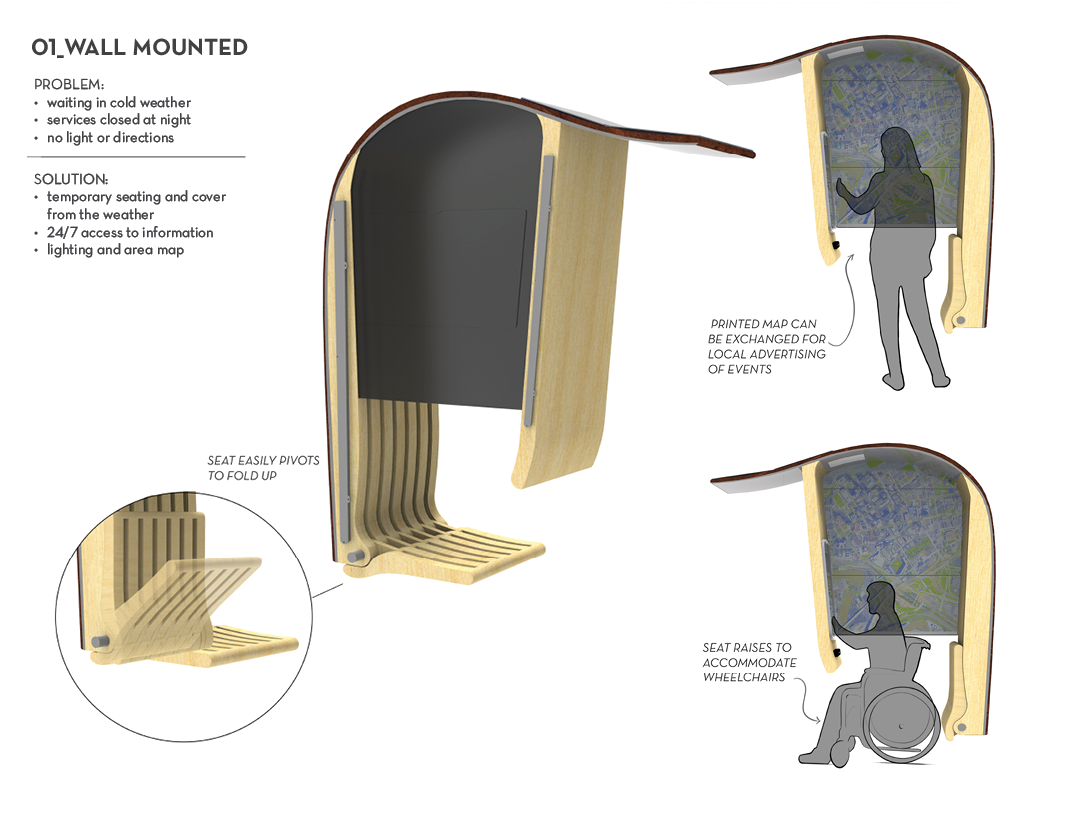 01_WALL MOUNTED
PROBLEM:
• waiting in cold weather
• services closed at night
• no light or directions
SOLUTION:
• temporary seating and cover
from the weather
• 24/7 access to information
• lighting and area map
PRINTED MAP CAN
BE EXCHANGED FOR
LOCAL ADVERTISING
OF EVENTS
SEAT EASILY PIVOTS
TO FOLD UP
SEAT RAISES TO
ACCOMMODATE
WHEELCHAIRS